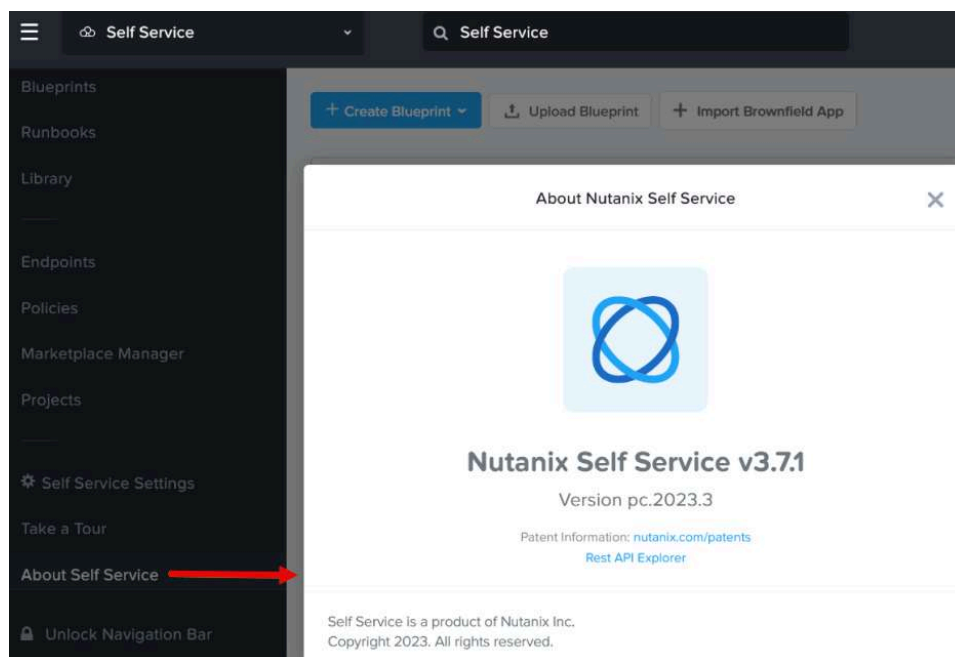 Self Service
Self Service
Blueprints
Runbooks
Library
Endpoints
Policies
Marketplace Manager
Projects
Self Service Settings
Take a Tour
About Self Service
Unlock Navigation Bar
+ Create Blueprint
Upload Blueprint
+ Import Brownfield App
About Nutanix Self Service
Nutanix Self Service v3.7.1
Version pc.2023.3
Patent Information: nutanix.com/patents
Rest API Explorer
Self Service is a product of Nutanix Inc.
Copyright 2023. All rights reserved.